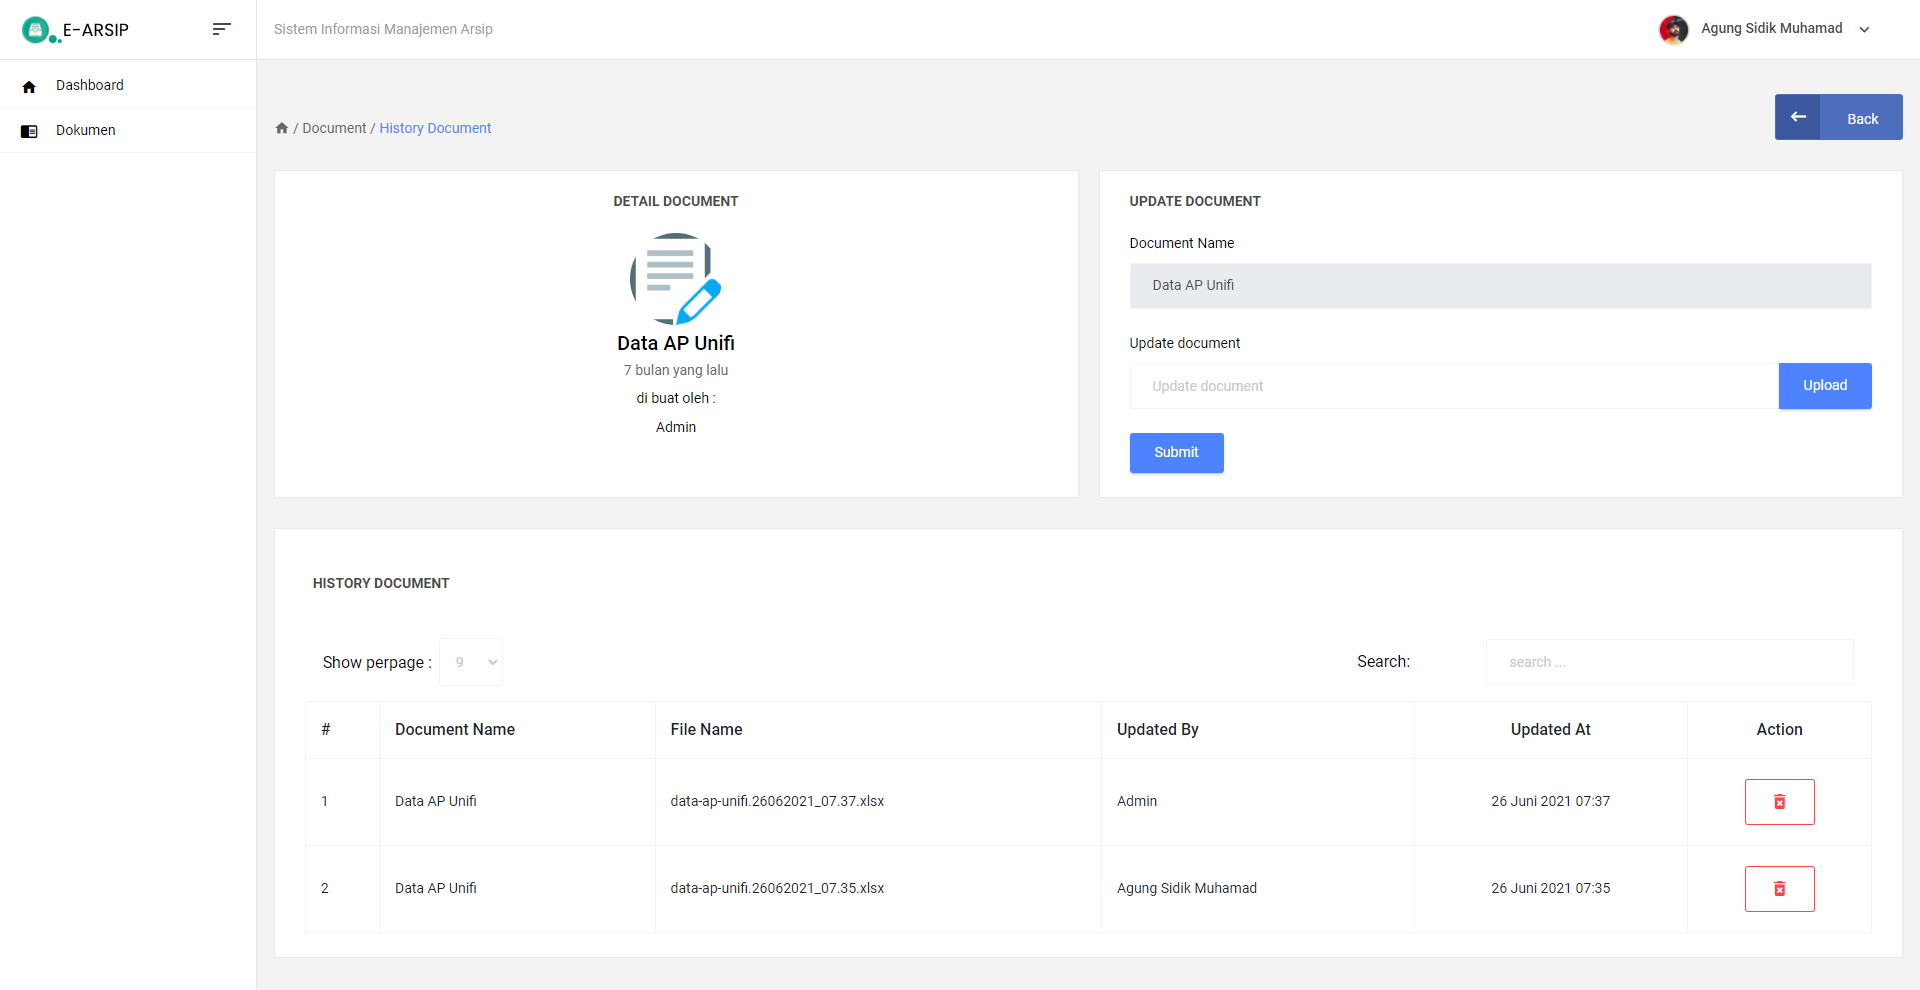 E-ARSIP
Sistem Informasi Manajemen Arsip
Agung Sidik Muhamad
Dashboard
Dokumen
/ Document / History Document
Back
DETAIL DOCUMENT
Data AP Unifi
7 bulan yang lalu
di buat oleh :
Admin
UPDATE DOCUMENT
Document Name
Data AP Unifi
Update document
Update document
Upload
Submit
HISTORY DOCUMENT
Show perpage : 9
Search: search ...
# Document Name File Name Updated By Updated At Action
1 Data AP Unifi data-ap-unifi.26062021_07.37.xlsx Admin 26 Juni 2021 07:37
2 Data AP Unifi data-ap-unifi.26062021_07.35.xlsx Agung Sidik Muhamad 26 Juni 2021 07:35